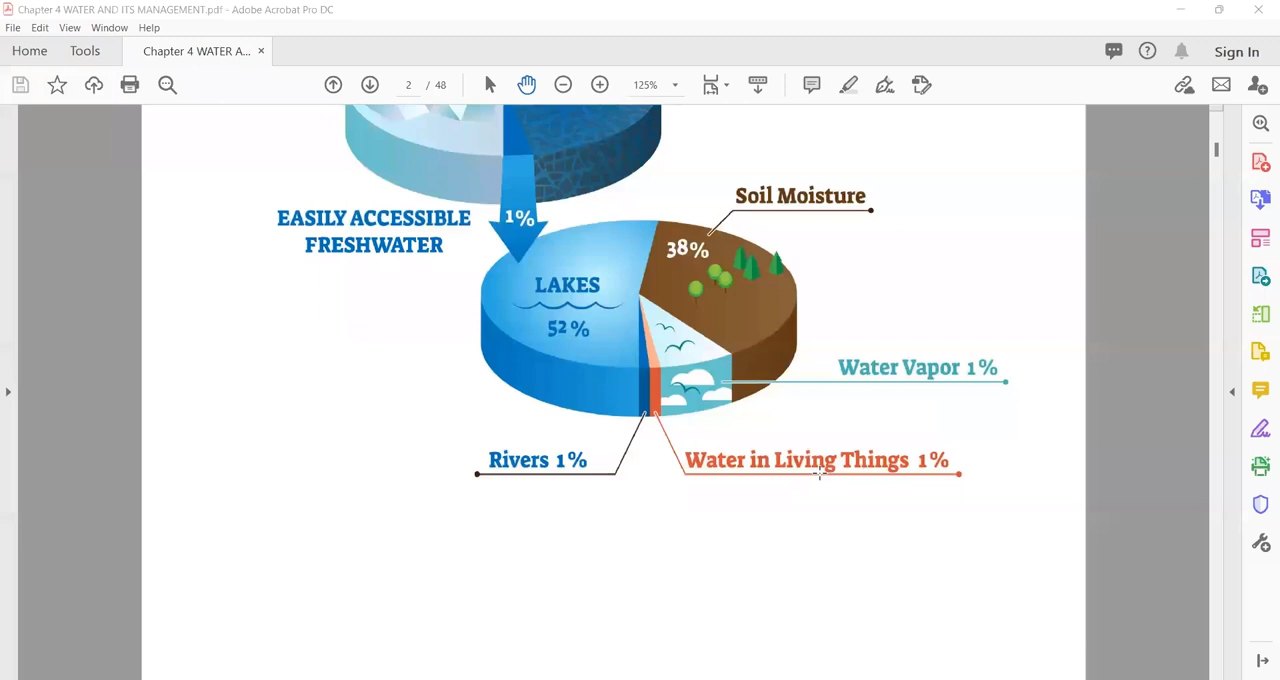 Chapter 4 WATER AND ITS MANAGEMENT.pdf - Adobe Acrobat Pro DC
File Edit View Window Help
Home Tools Chapter 4 WATER A... ×
2 / 48 125% Sign In
Soil Moisture
EASILY ACCESSIBLE
FRESHWATER
1%
38%
LAKES
52%
Water Vapor 1%
Rivers 1%
Water in Living Things 1%